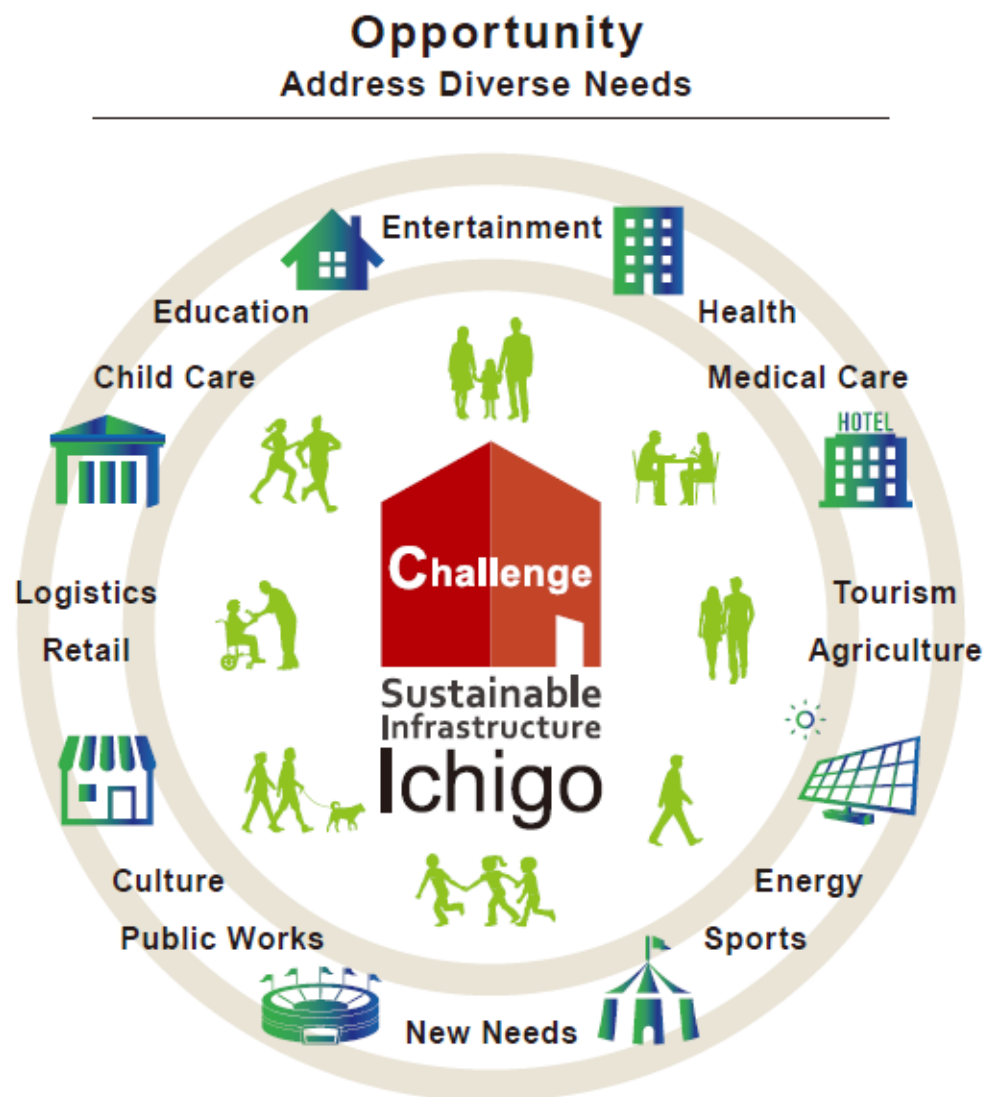 Opportunity
Address Diverse Needs
Entertainment
Education
Health
Child Care
Medical Care
HOTEL
Challenge
Logistics
Tourism
Retail
Agriculture
Sustainable
Infrastructure
Ichigo
Culture
Energy
Public Works
Sports
New Needs